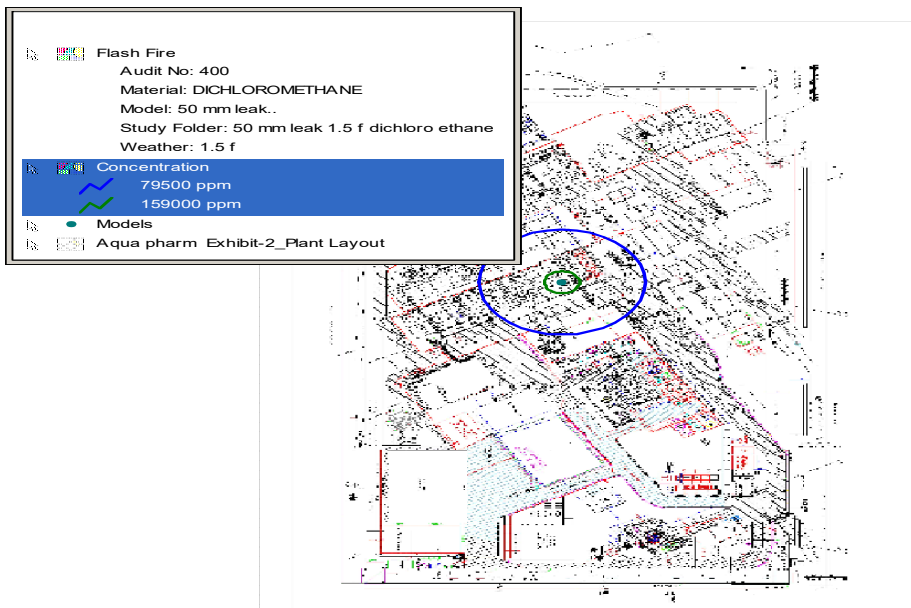 Flash Fire
Audit No: 400
Material: DICHLOROMETHANE
Model: 50 mm leak..
Study Folder: 50 mm leak 1.5 f dichloro ethane
Weather: 1.5 f
Concentration
79500 ppm
159000 ppm
Models
Aqua pharm Exhibit-2_Plant Layout